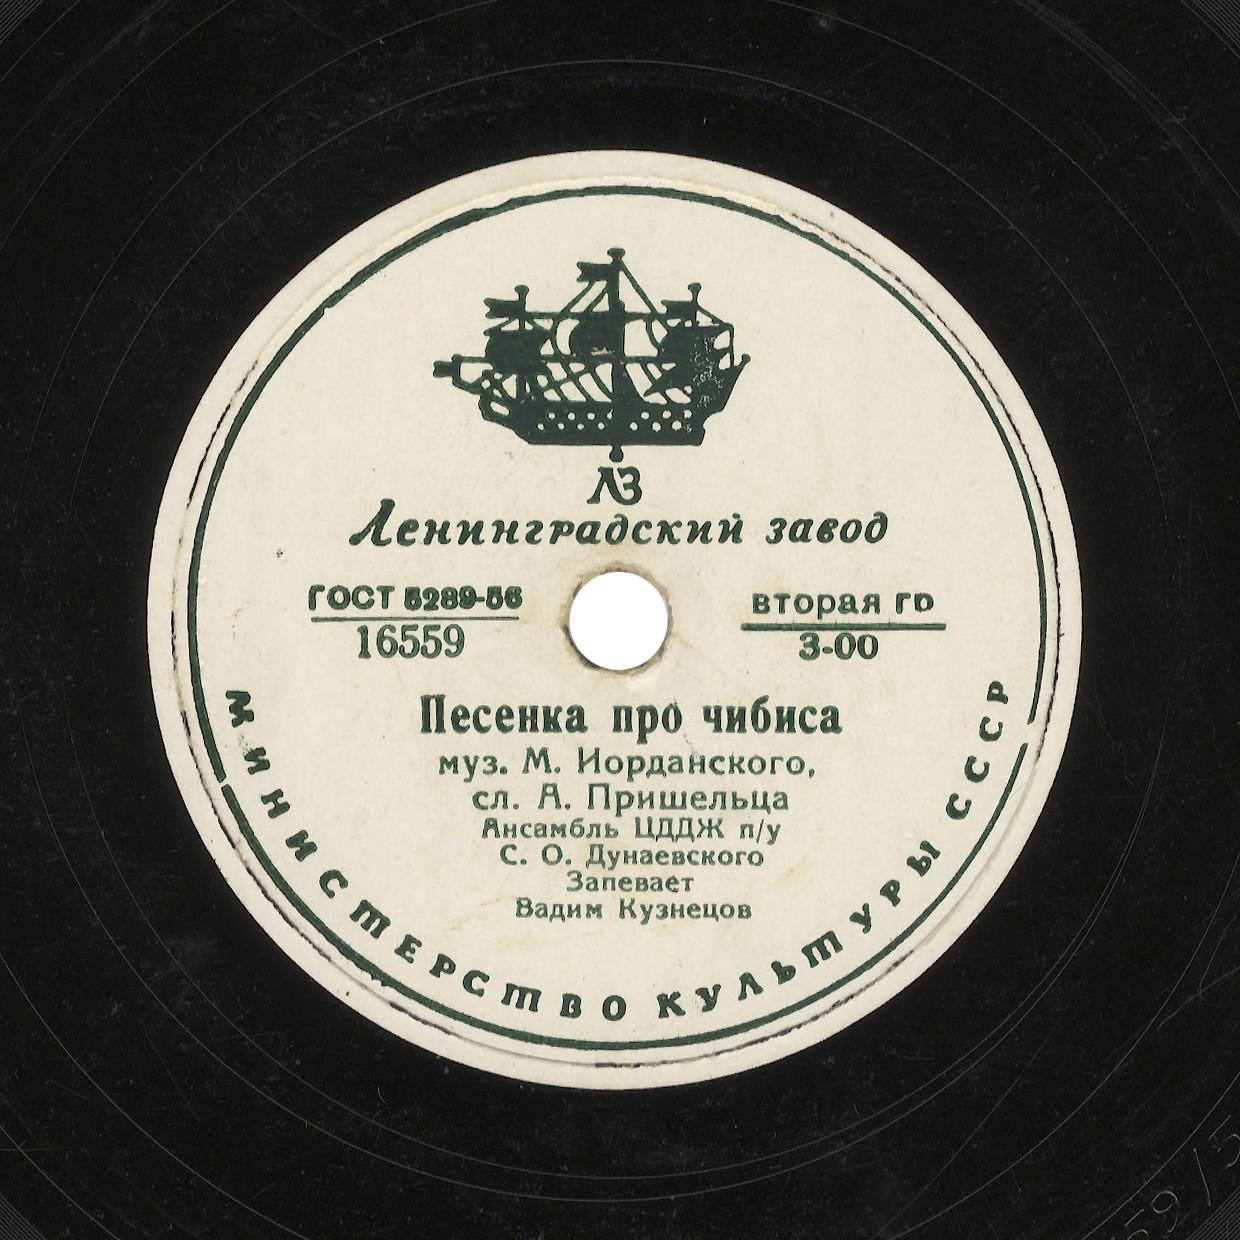 ЛЗ
Ленинградский завод
ГОСТ 5289-56
16559
вторая гр
3-00
Песенка про чибиса
муз. М. Иорданского,
сл. А. Пришельца
Ансамбль ЦДДЖ п/у
С. О. Дунаевского
Запевает
Вадим Кузнецов
МИНИСТЕРСТВО КУЛЬТУРЫ СССР